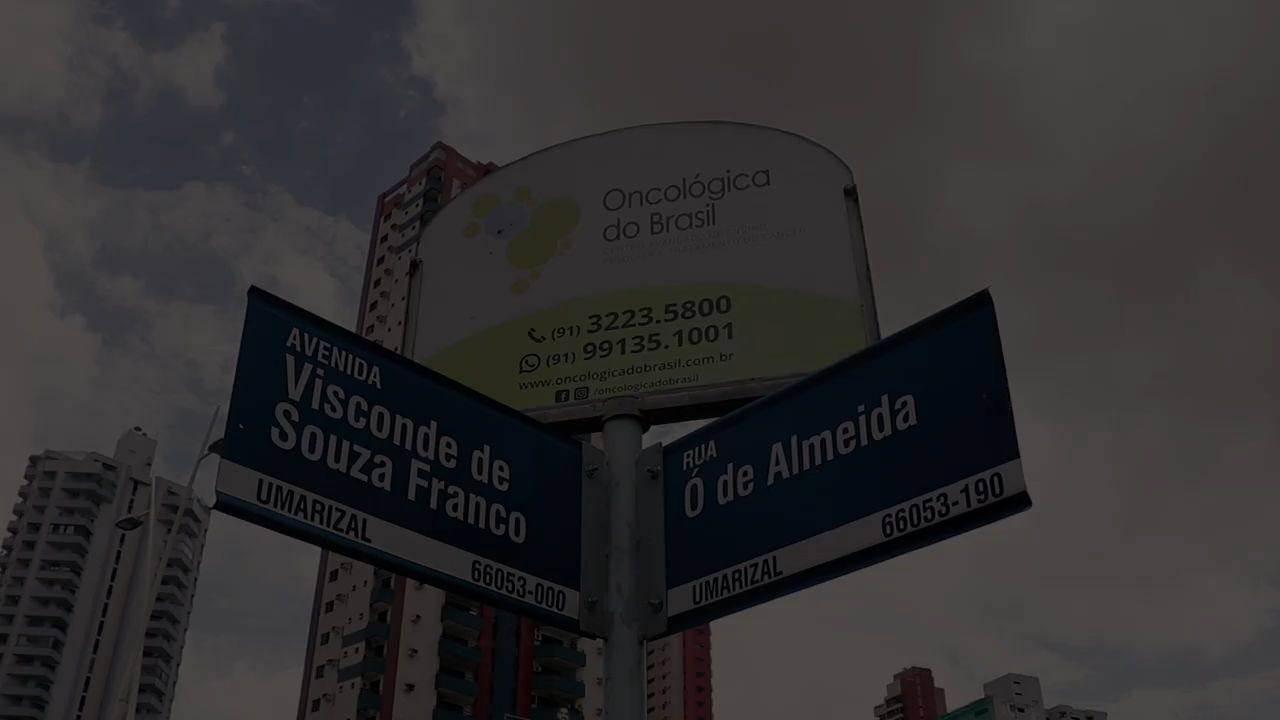 Oncológica
do Brasil
(91) 3223.5800
(91) 99135.1001
www.oncologicadobrasil.com.br
/oncologicadobrasil
AVENIDA
Visconde de
Souza Franco
UMARIZAL
66053-000
RUA
Ó de Almeida
UMARIZAL
66053-190